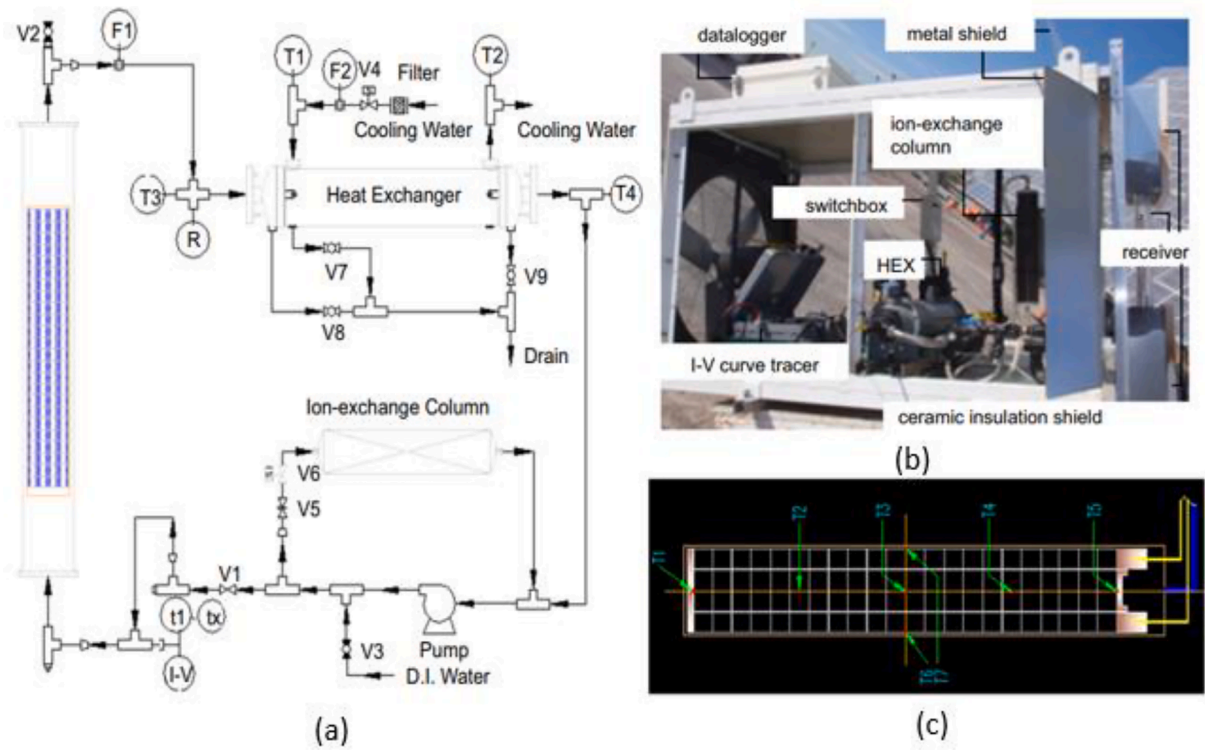 V2
F1
T1
F2
V4
Filter
T2
Cooling Water
Cooling Water
T3
R
Heat Exchanger
T4
V7
V8
V9
Drain
Ion-exchange Column
V6
V5
V1
t1
tx
I-V
V3
Pump
D.I. Water
(a)
datalogger
metal shield
ion-exchange
column
switchbox
HEX
receiver
I-V curve tracer
ceramic insulation shield
(b)
T1
T2
T3
T4
T5
T6
T7
(c)